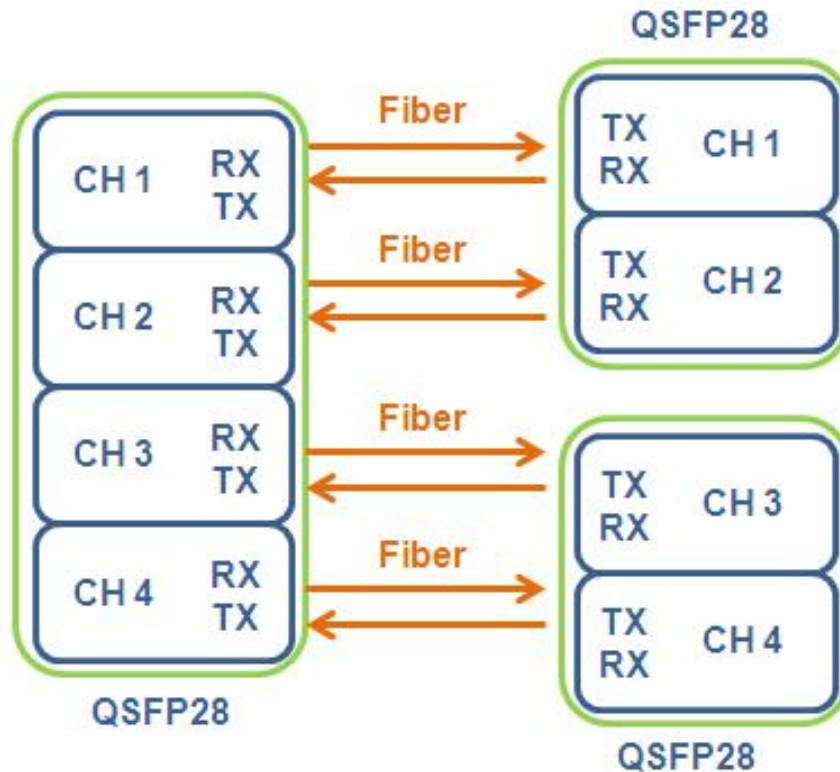 QSFP28
Fiber
CH 1 RX
TX
TX CH 1
RX
Fiber
CH 2 RX
TX
TX CH 2
RX
Fiber
CH 3 RX
TX
TX CH 3
RX
Fiber
CH 4 RX
TX
TX CH 4
RX
QSFP28
QSFP28